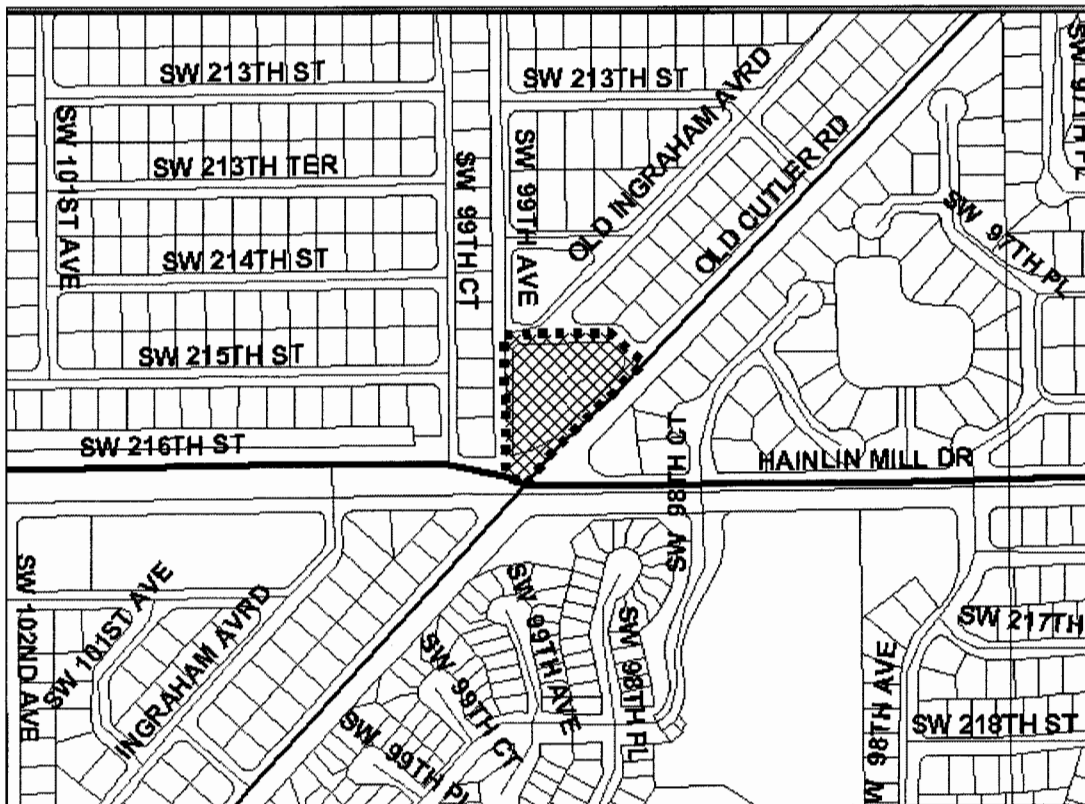 SW 213TH ST
SW 213TH ST
SW 97TH PL
OLD INGRAHAM AVRD
SW 101ST AVE
SW 213TH TER
SW 99TH CT
SW 99TH AVE
OLD CUTLER RD
SW 97TH PL
SW 214TH ST
SW 215TH ST
SW 216TH ST
SW 98TH CT
HAINLIN MILL DR
SW 102ND AVE
SW 101ST AVE
INGRAHAM AVRD
SW 99TH AVE
SW 98TH PL
SW 99TH CT
SW 99TH PL
SW 217TH
W 98TH AVE
SW 218TH ST